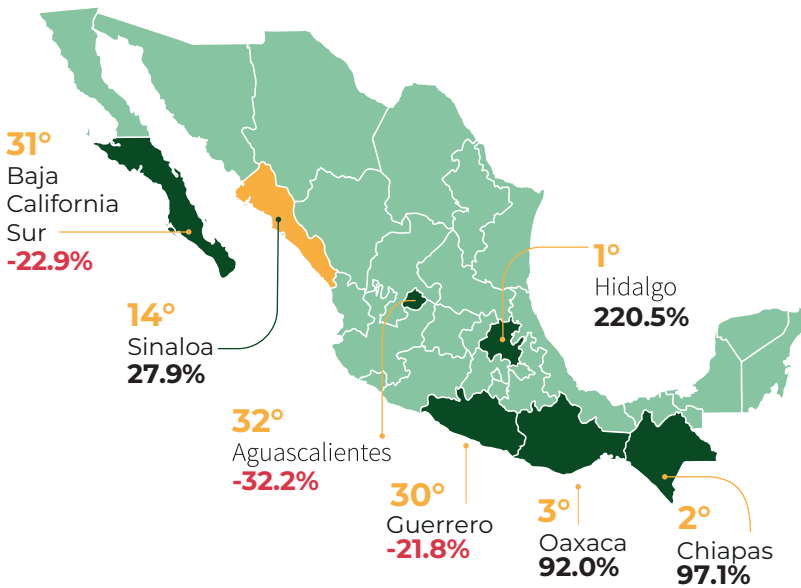 31°
Baja
California
Sur
-22.9%
14°
Sinaloa
27.9%
1°
Hidalgo
220.5%
32°
Aguascalientes
-32.2%
30°
Guerrero
-21.8%
3°
Oaxaca
92.0%
2°
Chiapas
97.1%